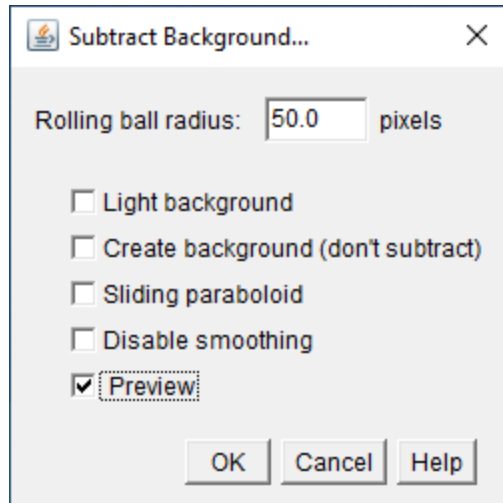 Subtract Background...
Rolling ball radius: 50.0 pixels
Light background
Create background (don't subtract)
Sliding paraboloid
Disable smoothing
Preview
OK Cancel Help